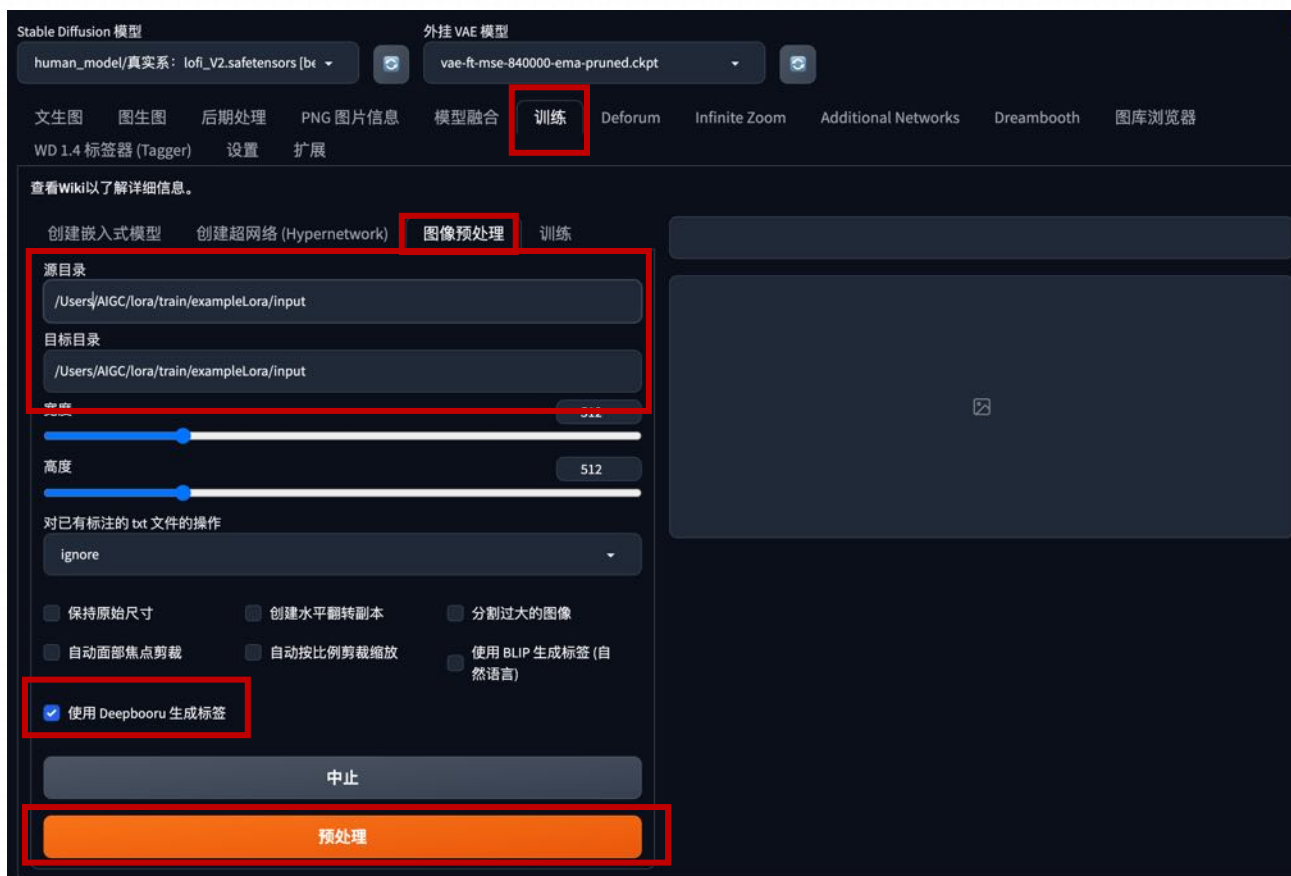 Stable Diffusion 模型
外挂 VAE 模型
human_model/真实系：lofi_V2.safetensors [be
vae-ft-mse-840000-ema-pruned.ckpt
文生图 图生图 后期处理 PNG 图片信息 模型融合 训练 Deforum Infinite Zoom Additional Networks Dreambooth 图库浏览器
WD 1.4 标签器 (Tagger) 设置 扩展
查看Wiki以了解详细信息。
创建嵌入式模型 创建超网络 (Hypernetwork) 图像预处理 训练
源目录
/Users/AIGC/lora/train/exampleLora/input
目标目录
/Users/AIGC/lora/train/exampleLora/input
宽度 512
高度 512
对已有标注的 txt 文件的操作
ignore
保持原始尺寸 创建水平翻转副本 分割过大的图像
自动面部焦点剪裁 自动按比例剪裁缩放 使用 BLIP 生成标签 (自
然语言)
使用 Deepbooru 生成标签
中止
预处理